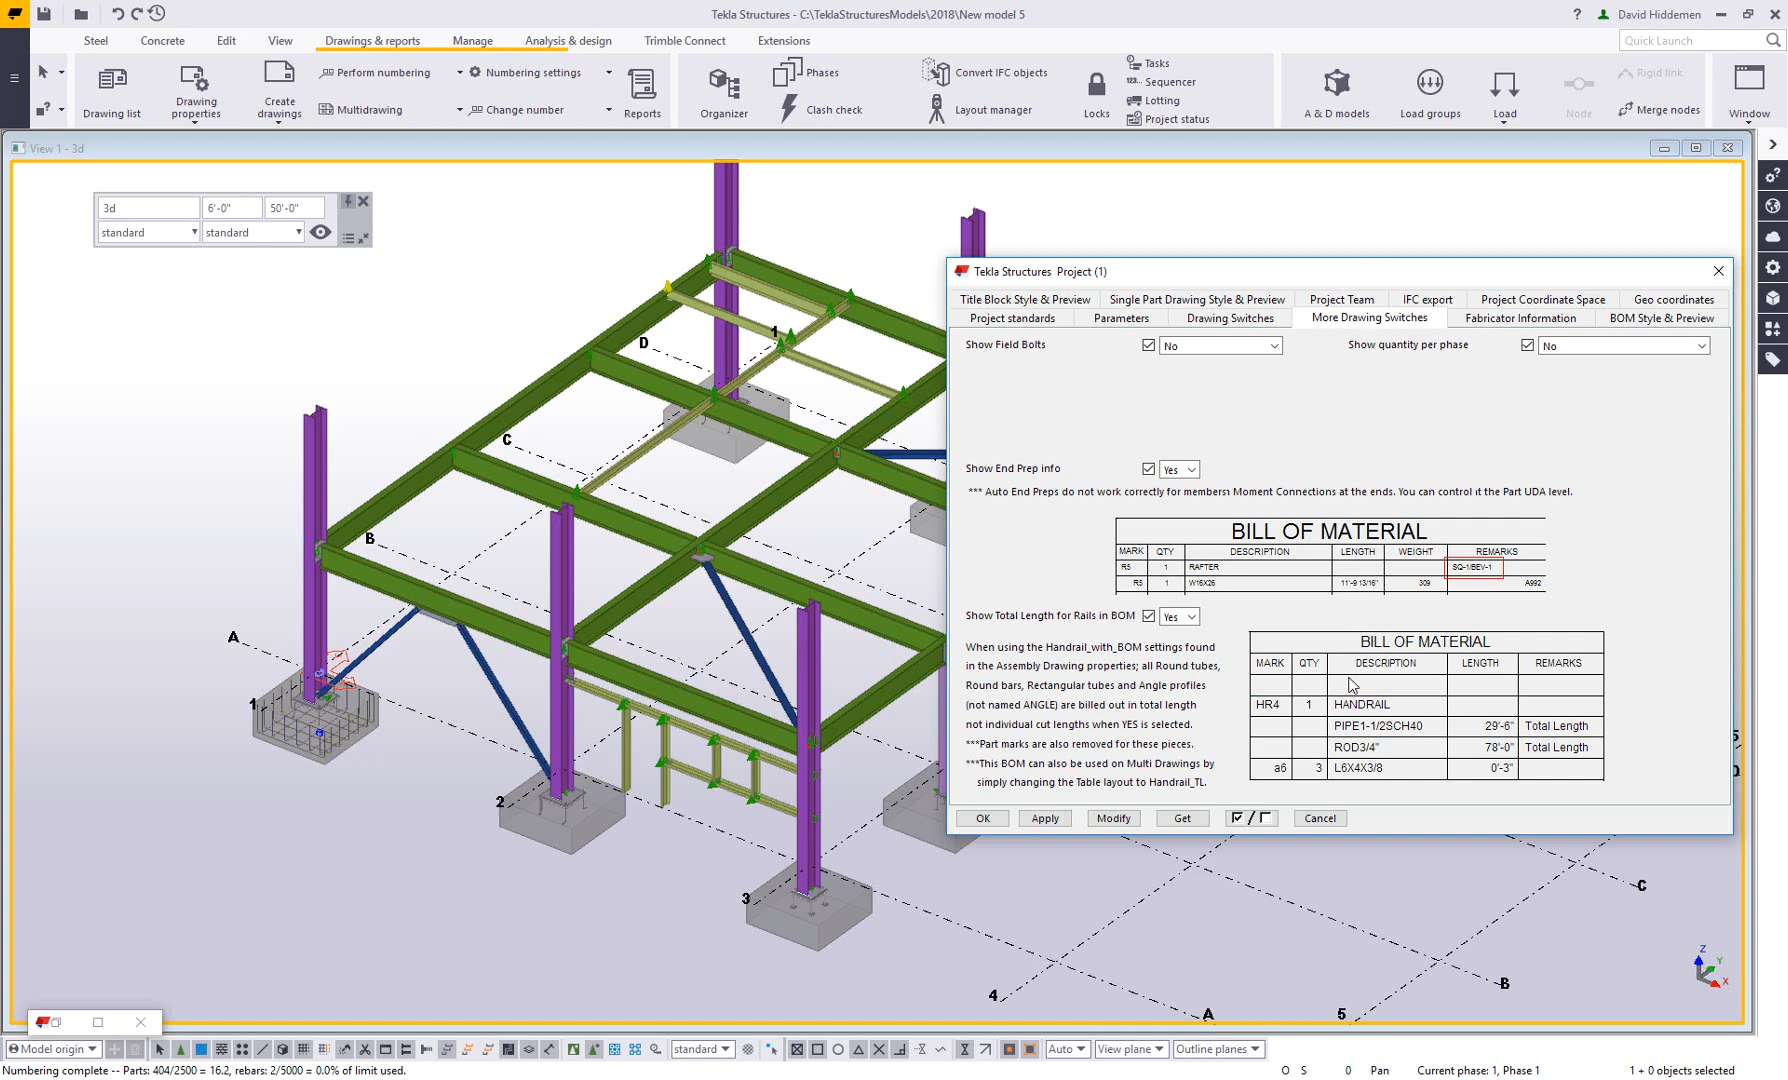 Tekla Structures - C:\TeklaStructuresModels\2018\New model 5
? David Hiddemen
Steel Concrete Edit View Drawings & reports Manage Analysis & design Trimble Connect Extensions
Quick Launch
Drawing list
Drawing properties
Create drawings
Perform numbering
Numbering settings
Multidrawing
Change number
Reports
Organizer
Phases
Clash check
Convert IFC objects
Layout manager
Locks
Tasks
123... Sequencer
Lotting
Project status
A & D models
Load groups
Load
Node
Rigid link
Merge nodes
Window
View 1 - 3d
3d 6'-0" 50'-0"
standard standard
D
1
C
B
A
1
2
3
4
5
A
B
C
Z
Y
X
Tekla Structures Project (1)
Title Block Style & Preview Single Part Drawing Style & Preview Project Team IFC export Project Coordinate Space Geo coordinates
Project standards Parameters Drawing Switches More Drawing Switches Fabricator Information BOM Style & Preview
Show Field Bolts No Show quantity per phase No
Show End Prep info Yes
*** Auto End Preps do not work correctly for members Moment Connections at the ends. You can control it the Part UDA level.
BILL OF MATERIAL
MARK QTY DESCRIPTION LENGTH WEIGHT REMARKS
R5 1 RAFTER SQ-1/BEV-1
R5 1 W16X26 11'-9 13/16" 309 A992
Show Total Length for Rails in BOM Yes
When using the Handrail_with_BOM settings found
in the Assembly Drawing properties; all Round tubes,
Round bars, Rectangular tubes and Angle profiles
(not named ANGLE) are billed out in total length
not individual cut lengths when YES is selected.
***Part marks are also removed for these pieces.
***This BOM can also be used on Multi Drawings by
simply changing the Table layout to Handrail_TL.
BILL OF MATERIAL
MARK QTY DESCRIPTION LENGTH REMARKS
HR4 1 HANDRAIL
PIPE1-1/2SCH40 29'-6" Total Length
ROD3/4" 78'-0" Total Length
a6 3 L6X4X3/8 0'-3"
OK Apply Modify Get / Cancel
Model origin standard Auto View plane Outline planes
Numbering complete -- Parts: 404/2500 = 16.2, rebars: 2/5000 = 0.0% of limit used.
O S 0 Pan Current phase: 1, Phase 1 1 + 0 objects selected